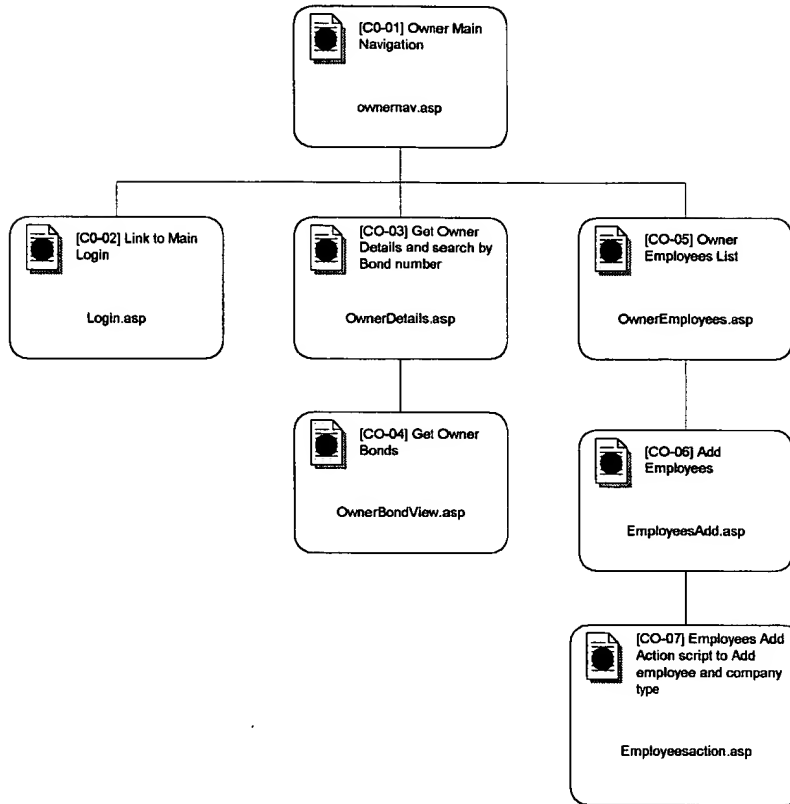 [C0-01] Owner Main
Navigation
ownernav.asp
[C0-02] Link to Main
Login
Login.asp
[CO-03] Get Owner
Details and search by
Bond number
OwnerDetails.asp
[CO-05] Owner
Employees List
OwnerEmployees.asp
[CO-04] Get Owner
Bonds
OwnerBondView.asp
[CO-06] Add
Employees
EmployeesAdd.asp
[CO-07] Employees Add
Action script to Add
employee and company
type
Employeesaction.asp